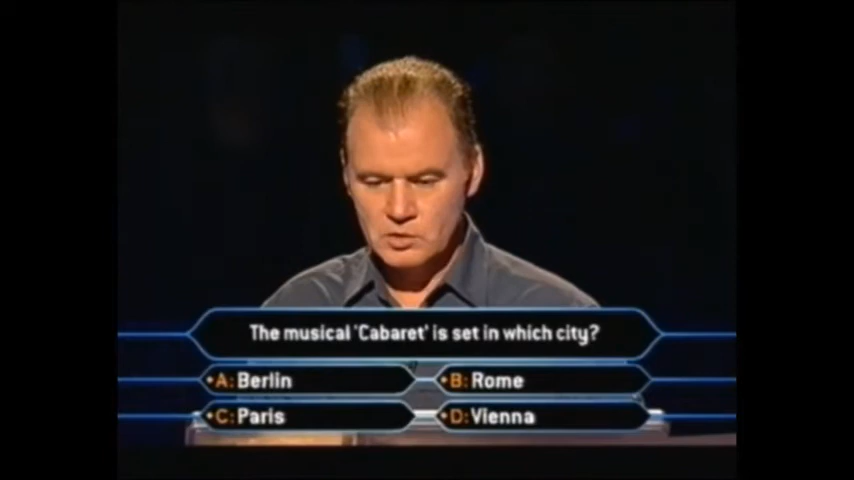 The musical 'Cabaret' is set in which city?
A: Berlin
B: Rome
C: Paris
D: Vienna